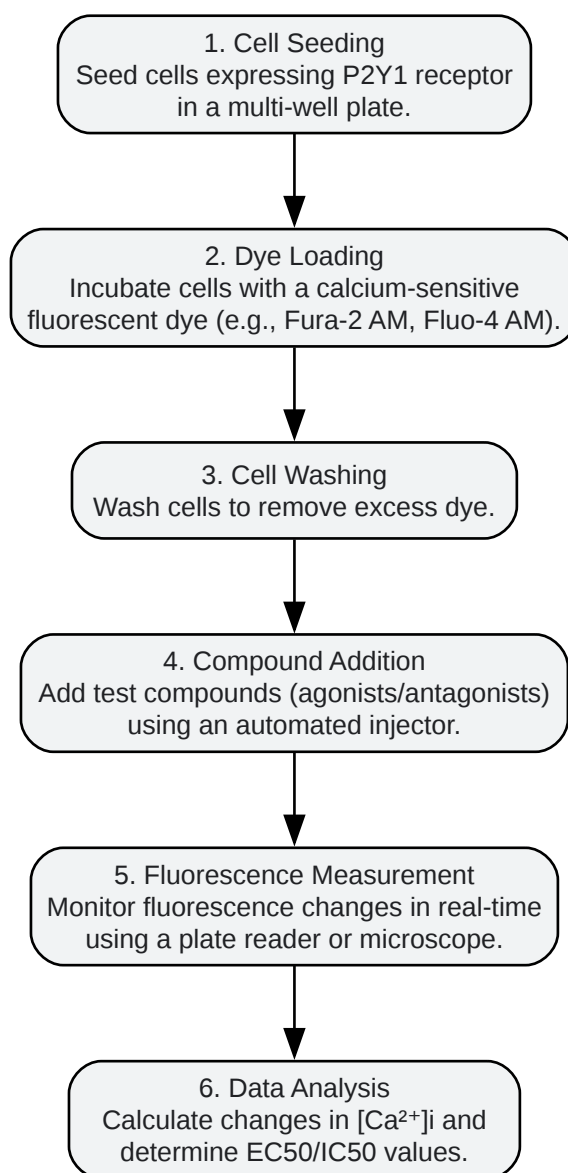 1. Cell Seeding
Seed cells expressing P2Y1 receptor
in a multi-well plate.
2. Dye Loading
Incubate cells with a calcium-sensitive
fluorescent dye (e.g., Fura-2 AM, Fluo-4 AM).
3. Cell Washing
Wash cells to remove excess dye.
4. Compound Addition
Add test compounds (agonists/antagonists)
using an automated injector.
5. Fluorescence Measurement
Monitor fluorescence changes in real-time
using a plate reader or microscope.
6. Data Analysis
Calculate changes in [Ca²⁺]i and
determine EC50/IC50 values.